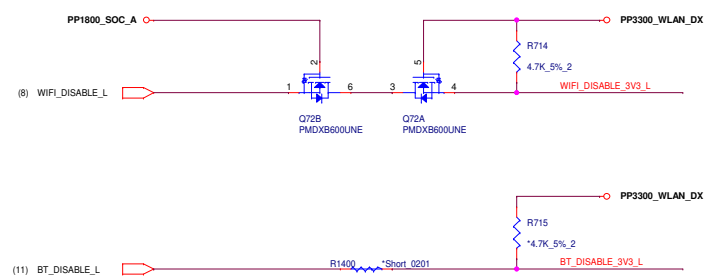 PP1800_SOC_A
PP3300_WLAN_DX
2
5
R714
4.7K_5%_2
(8) WIFI_DISABLE_L
1
6
3
4
WIFI_DISABLE_3V3_L
Q72B
PMDXB600UNE
Q72A
PMDXB600UNE
PP3300_WLAN_DX
R715
*4.7K_5%_2
(11) BT_DISABLE_L
R1400
*Short_0201
BT_DISABLE_3V3_L